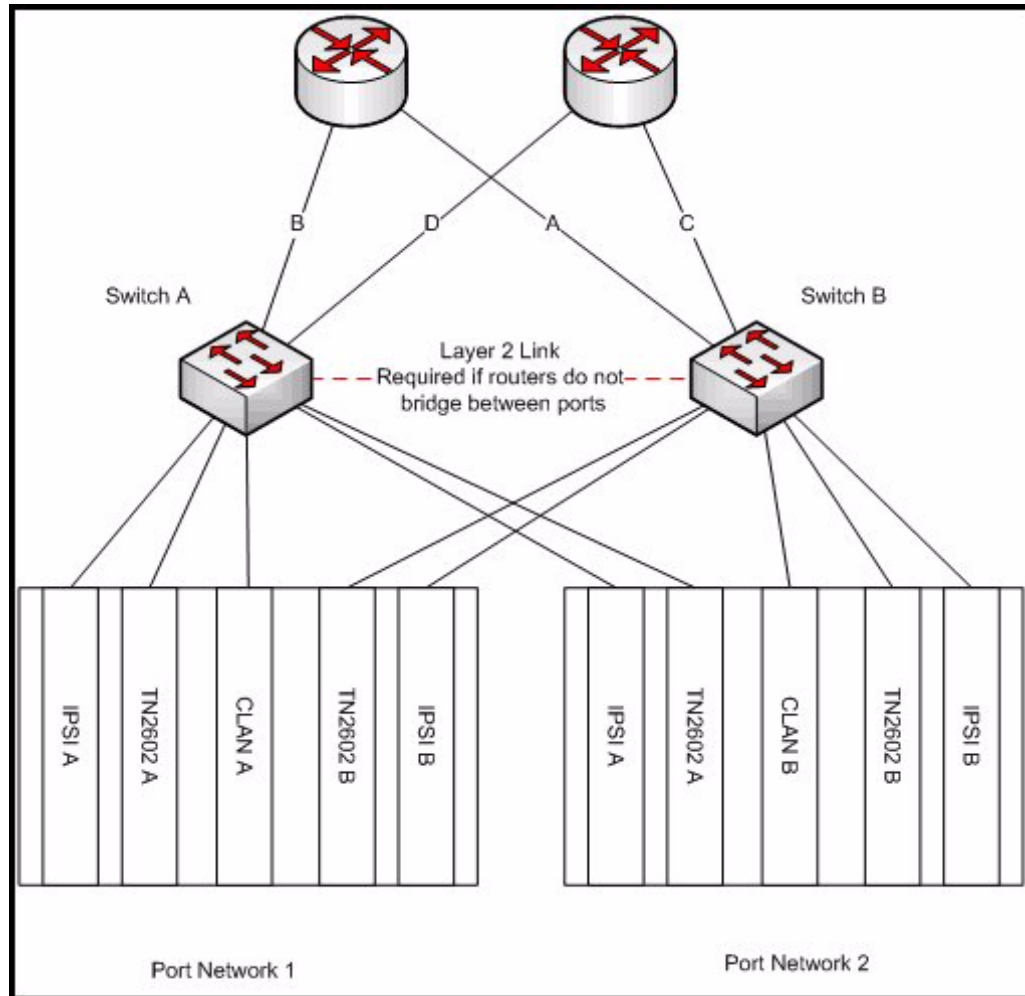 B
D
A
C
Switch A
Switch B
Layer 2 Link
Required if routers do not
bridge between ports
IPSI A
TN2602 A
CLAN A
TN2602 B
IPSI B
IPSI A
TN2602 A
CLAN B
TN2602 B
IPSI B
Port Network 1
Port Network 2